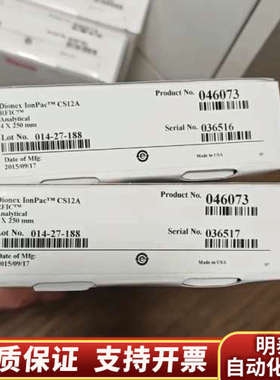 Dionex IonPac™ CS12A
RFIC™
Analytical
4 X 250 mm
Product No. 046073
Lot No. 014-27-188
Serial No. 036516
Date of Mfg:
2015/09/17
Made in USA
Dionex IonPac™ CS12A
RFIC™
Analytical
X 250 mm
Product No. 046073
Lot No. 014-27-188
Serial No. 036517
Date of Mfg:
2015/09/17
Made in USA
质保证 支持开票
明泰
自动化